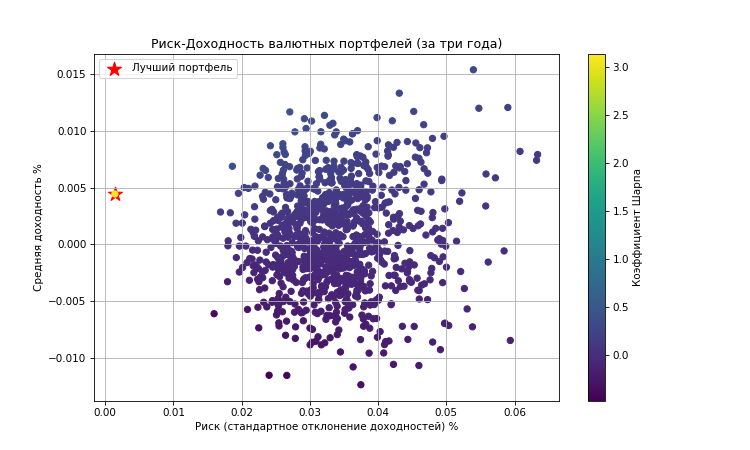 Риск-Доходность валютных портфелей (за три года)
Лучший портфель
0.015
0.010
0.005
0.000
−0.005
−0.010
Средняя доходность %
0.00 0.01 0.02 0.03 0.04 0.05 0.06
Риск (стандартное отклонение доходностей) %
3.0
2.5
2.0
1.5
1.0
0.5
0.0
Коэффициент Шарпа